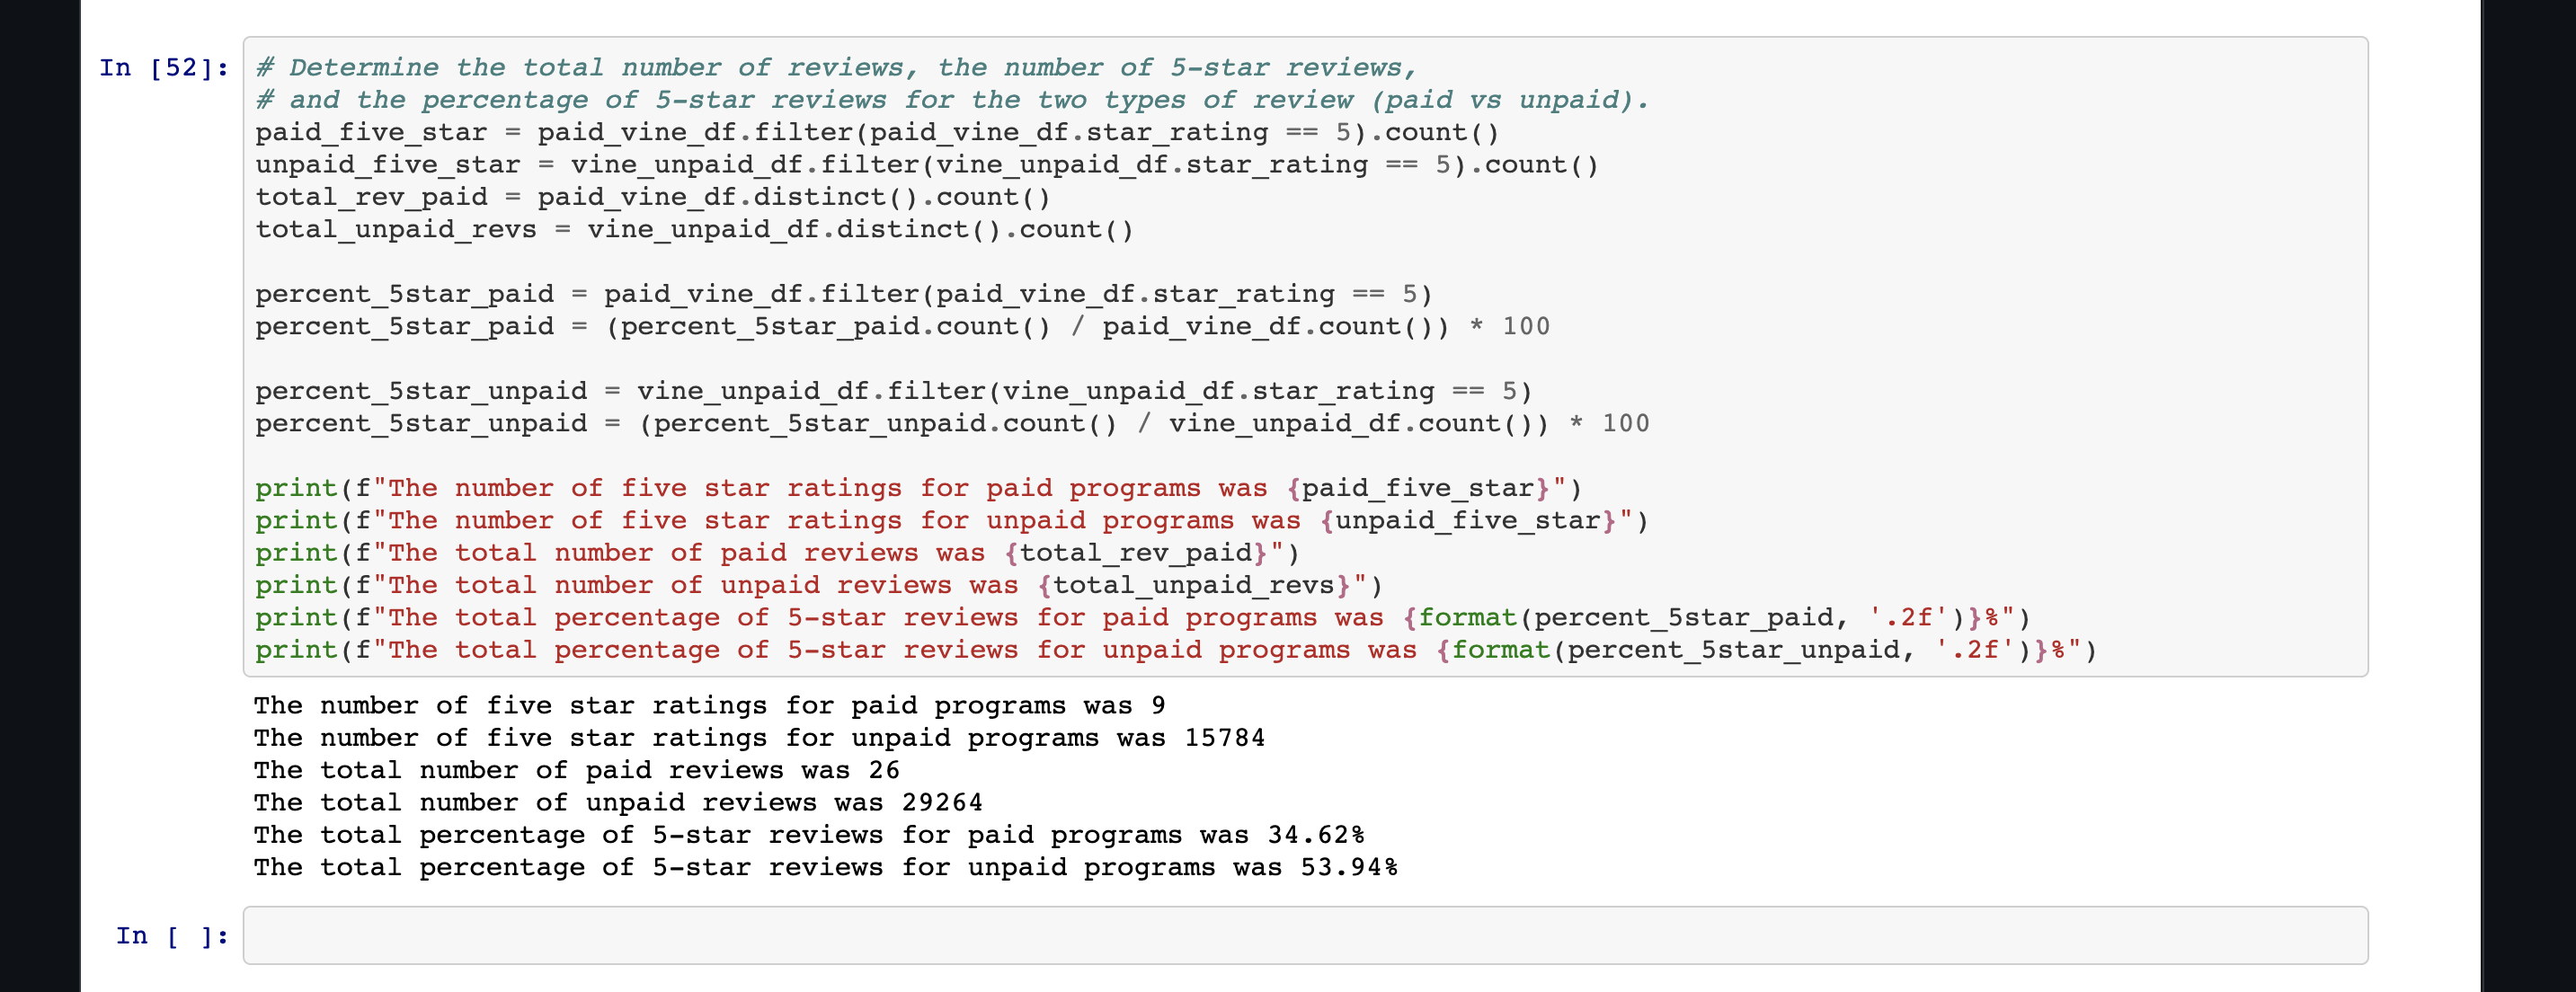 In [52]:
# Determine the total number of reviews, the number of 5-star reviews,
# and the percentage of 5-star reviews for the two types of review (paid vs unpaid).
paid_five_star = paid_vine_df.filter(paid_vine_df.star_rating == 5).count()
unpaid_five_star = vine_unpaid_df.filter(vine_unpaid_df.star_rating == 5).count()
total_rev_paid = paid_vine_df.distinct().count()
total_unpaid_revs = vine_unpaid_df.distinct().count()

percent_5star_paid = paid_vine_df.filter(paid_vine_df.star_rating == 5)
percent_5star_paid = (percent_5star_paid.count() / paid_vine_df.count()) * 100

percent_5star_unpaid = vine_unpaid_df.filter(vine_unpaid_df.star_rating == 5)
percent_5star_unpaid = (percent_5star_unpaid.count() / vine_unpaid_df.count()) * 100

print(f"The number of five star ratings for paid programs was {paid_five_star}")
print(f"The number of five star ratings for unpaid programs was {unpaid_five_star}")
print(f"The total number of paid reviews was {total_rev_paid}")
print(f"The total number of unpaid reviews was {total_unpaid_revs}")
print(f"The total percentage of 5-star reviews for paid programs was {format(percent_5star_paid, '.2f')}%")
print(f"The total percentage of 5-star reviews for unpaid programs was {format(percent_5star_unpaid, '.2f')}%")
The number of five star ratings for paid programs was 9
The number of five star ratings for unpaid programs was 15784
The total number of paid reviews was 26
The total number of unpaid reviews was 29264
The total percentage of 5-star reviews for paid programs was 34.62%
The total percentage of 5-star reviews for unpaid programs was 53.94%
In [ ]: